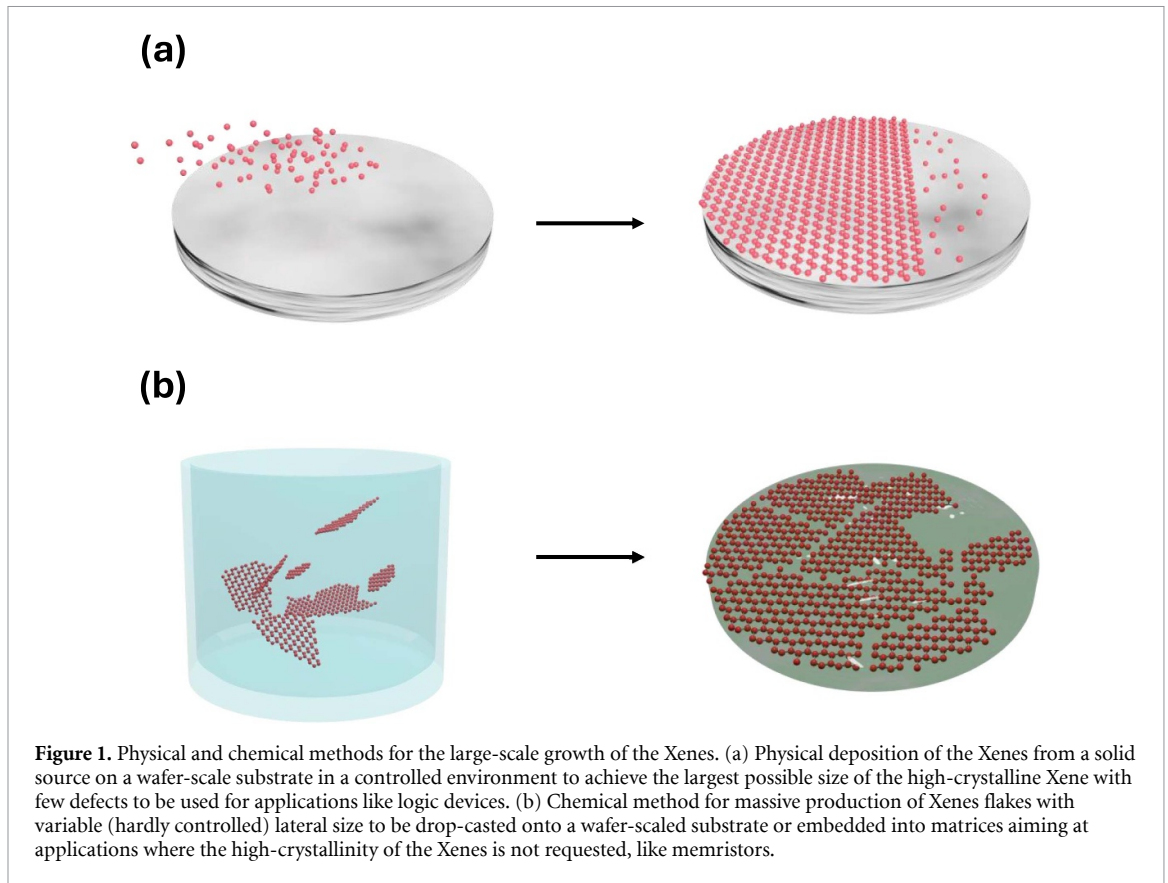 (a)
(b)
Figure 1. Physical and chemical methods for the large-scale growth of the Xenes. (a) Physical deposition of the Xenes from a solid
source on a wafer-scale substrate in a controlled environment to achieve the largest possible size of the high-crystalline Xene with
few defects to be used for applications like logic devices. (b) Chemical method for massive production of Xenes flakes with
variable (hardly controlled) lateral size to be drop-casted onto a wafer-scaled substrate or embedded into matrices aiming at
applications where the high-crystallinity of the Xenes is not requested, like memristors.